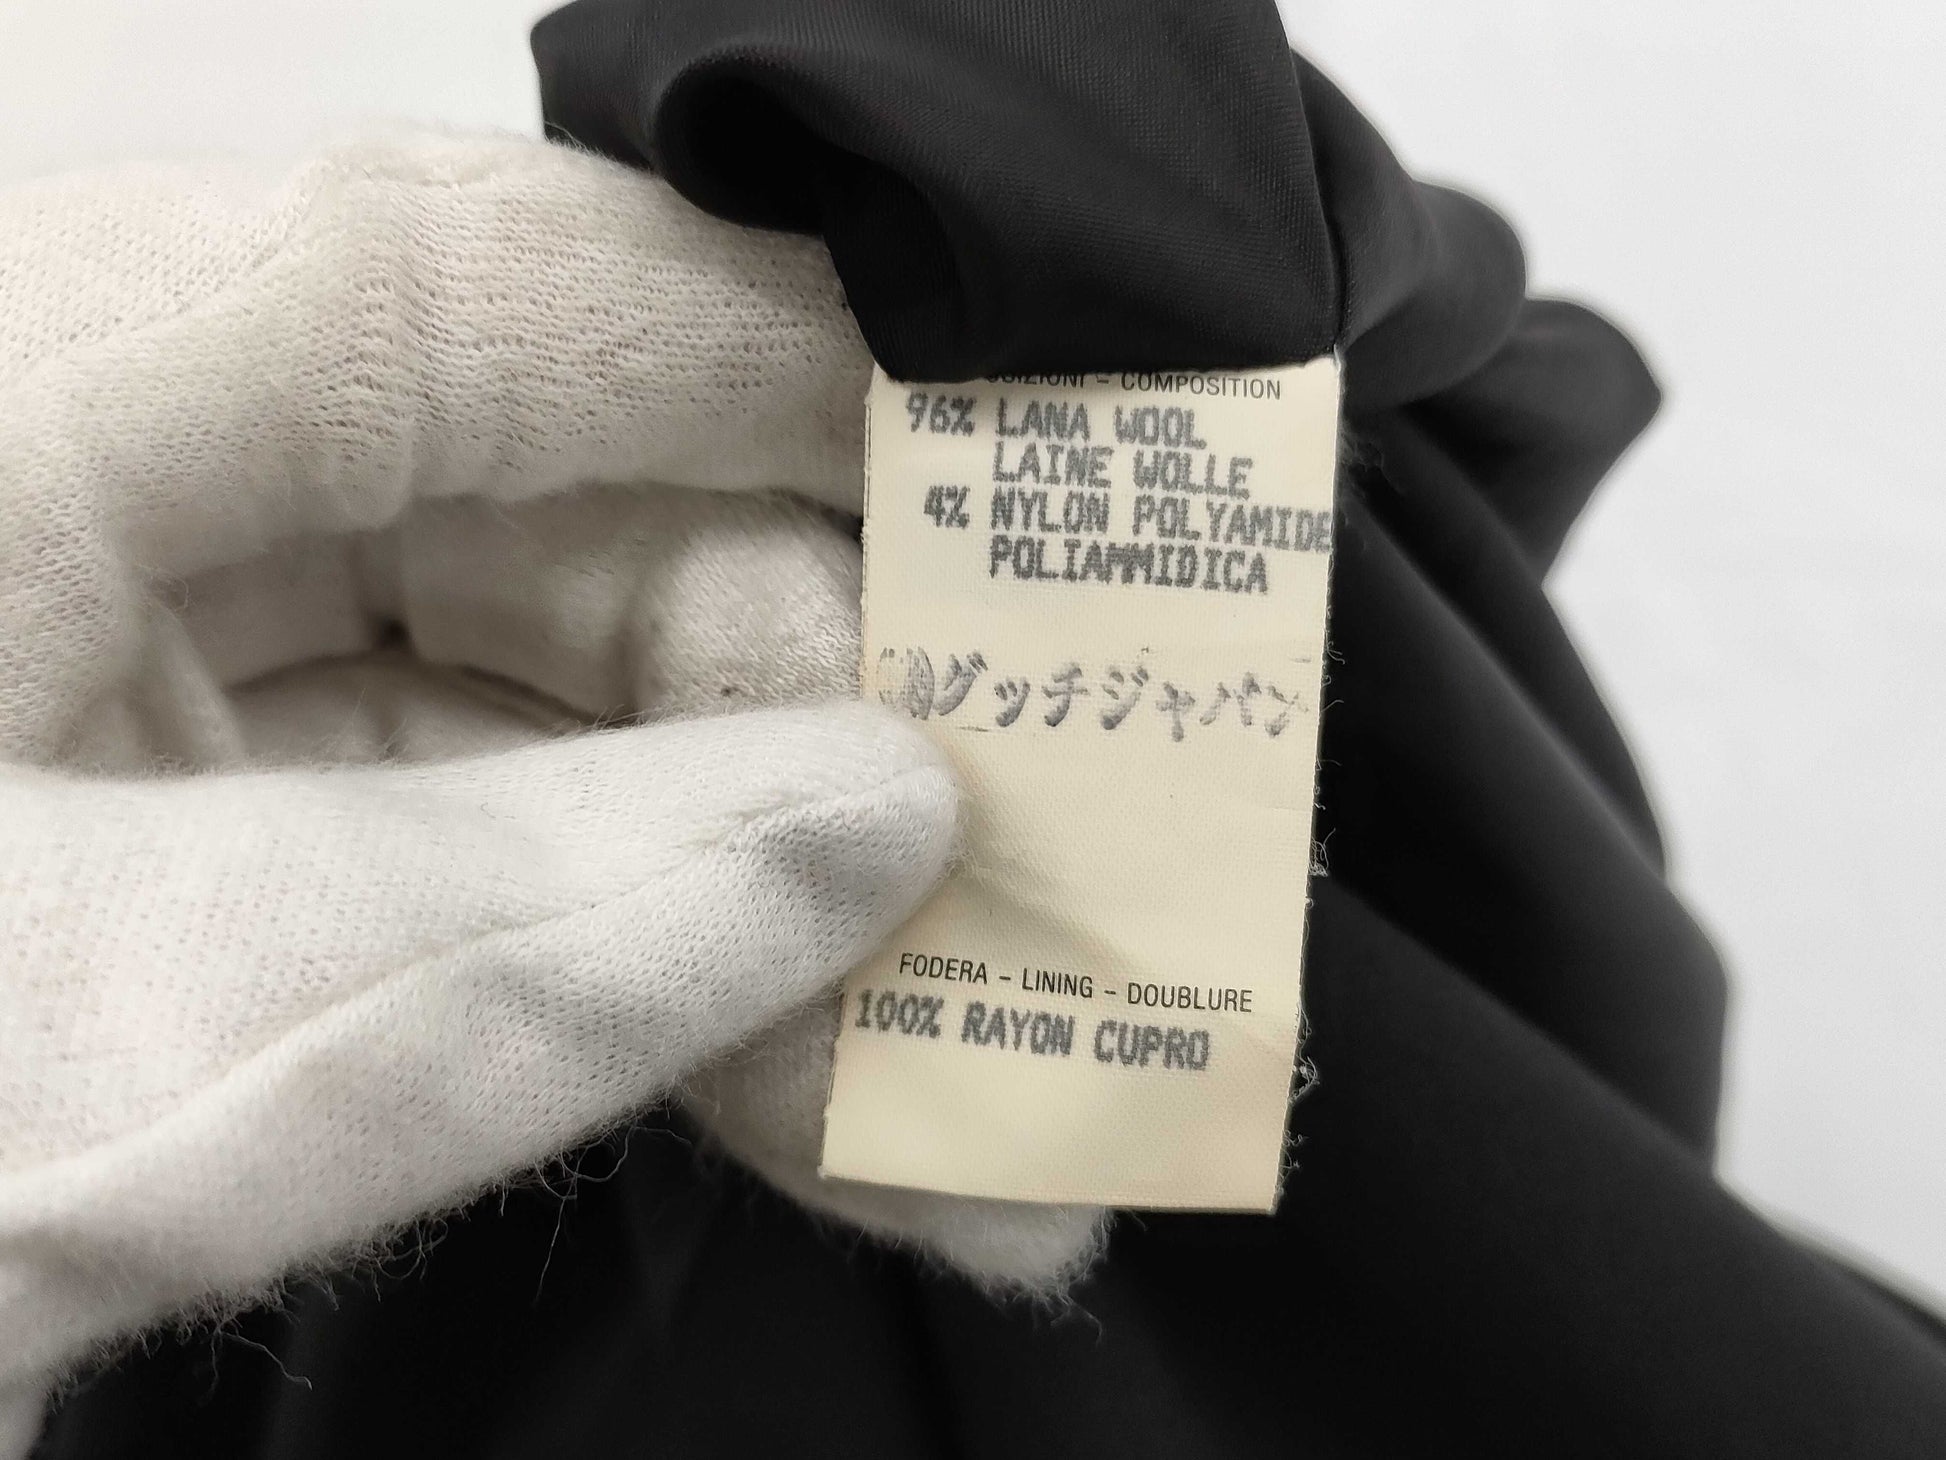 - COMPOSITION
96% LANA WOOL
LAINE WOLLE
4% NYLON POLYAMIDE
POLIAMMIDICA
グッチジャパン
FODERA - LINING - DOUBLURE
100% RAYON CUPRO